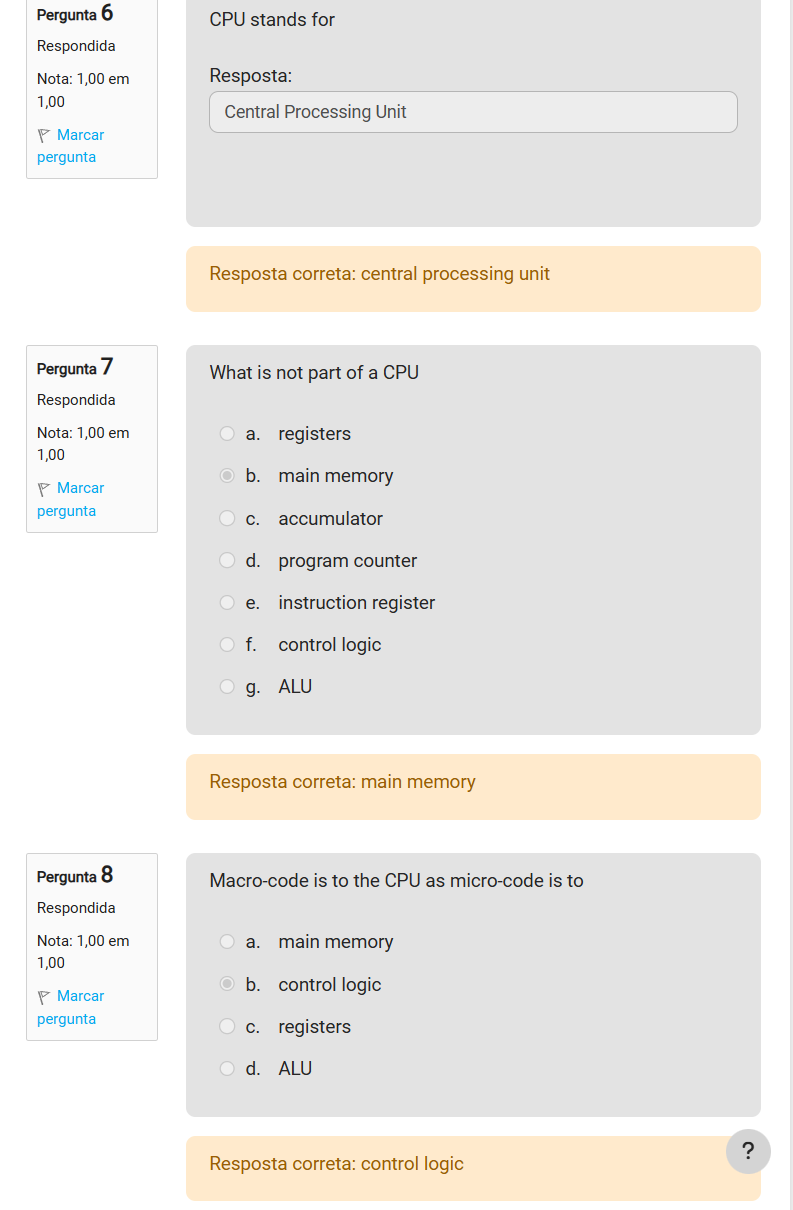 Pergunta 6
Respondida
Nota: 1,00 em
1,00
Marcar
pergunta
CPU stands for
Resposta:
Central Processing Unit
Resposta correta: central processing unit
Pergunta 7
Respondida
Nota: 1,00 em
1,00
Marcar
pergunta
What is not part of a CPU
a. registers
b. main memory
c. accumulator
d. program counter
e. instruction register
f. control logic
g. ALU
Resposta correta: main memory
Pergunta 8
Respondida
Nota: 1,00 em
1,00
Marcar
pergunta
Macro-code is to the CPU as micro-code is to
a. main memory
b. control logic
c. registers
d. ALU
?
Resposta correta: control logic